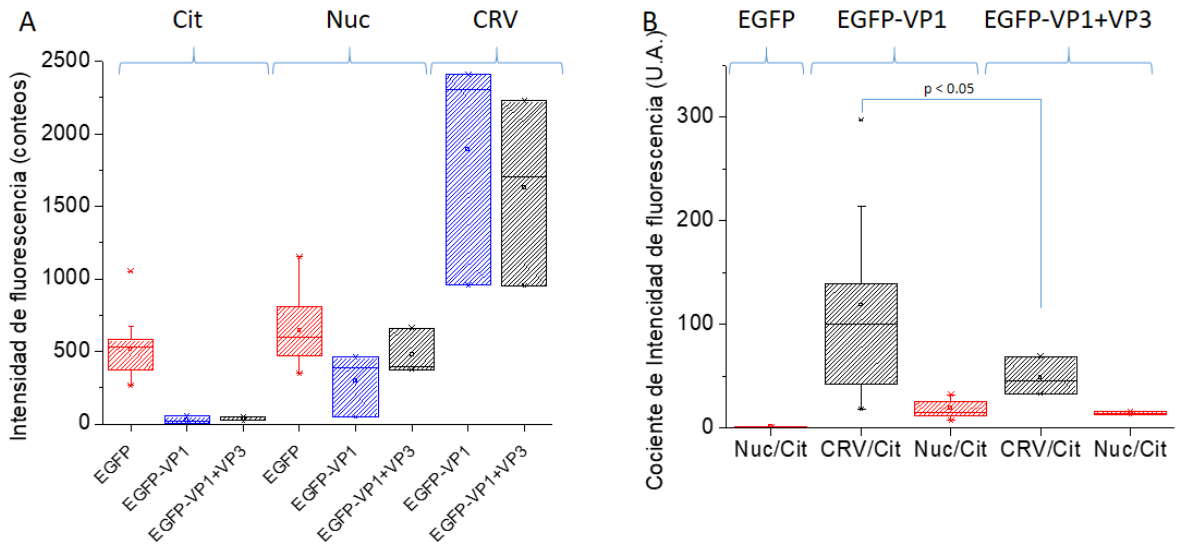 A
Cit
Nuc
CRV
Intensidad de fluorescencia (conteos)
2500
2000
1500
1000
500
0
EGFP
EGFP-VP1
EGFP-VP1+VP3
EGFP
EGFP-VP1
EGFP-VP1+VP3
EGFP-VP1
EGFP-VP1+VP3
B
EGFP
EGFP-VP1
EGFP-VP1+VP3
Cociente de Intencidad de fluorescencia (U.A.)
300
200
100
0
p < 0.05
Nuc/Cit
CRV/Cit
Nuc/Cit
CRV/Cit
Nuc/Cit